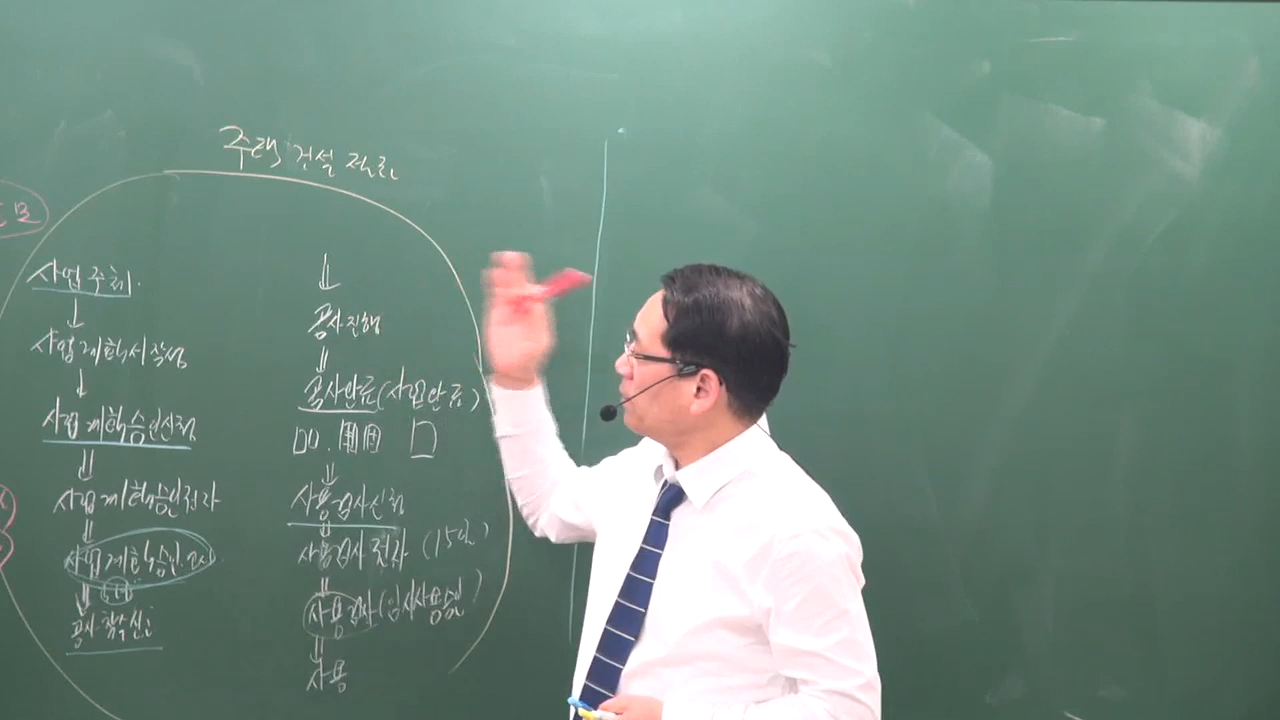 주택 건설 절차
사업주체.
↓
사업계획서작성
↓
사업계획승인신청
⇓
사업계획승인절차
⇓
사업계획승인.고시
⇓
공사착수신고
⇓
공사진행
⇓
공사완료(사업완료)
⇓
사용검사신청
⇓
사용검사절차 (15일)
⇓
사용검사(임시사용승인)
⇓
사용